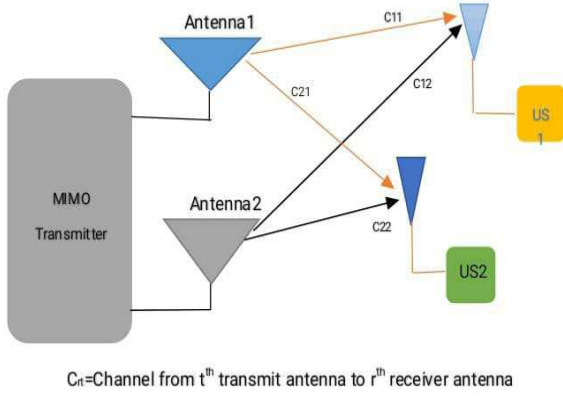 Antenna1
C11
US
1
C12
C21
MIMO
Transmitter
Antenna2
C22
US2
Crt=Channel from tth transmit antenna to rth receiver antenna